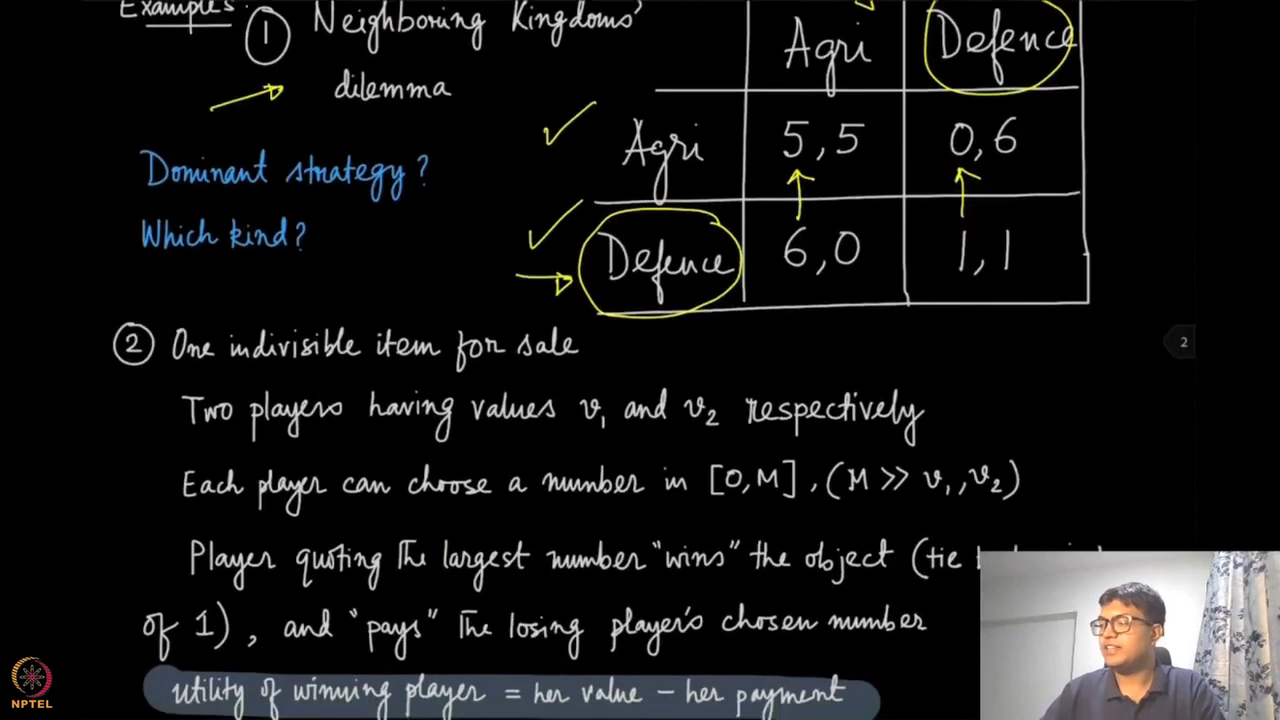 Examples :
① Neighboring Kingdoms'
dilemma
Dominant strategy?
Which kind?
Agri Defence
Agri 5,5 0,6
Defence 6,0 1,1
② One indivisible item for sale
Two players having values v₁ and v₂ respectively
Each player can choose a number in [0,M], (M >> v₁,v₂)
Player quoting the largest number "wins" the object (tie
of 1), and "pays" the losing player's chosen number
utility of winning player = her value − her payment
2
NPTEL